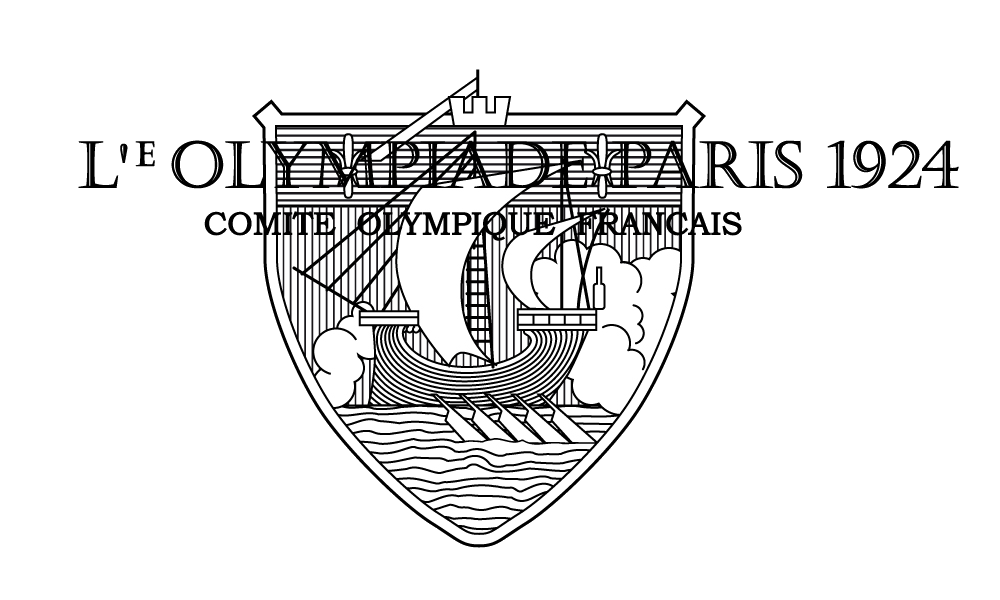 L'E OLYMPIADE PARIS 1924
COMITE OLYMPIQUE FRANCAIS